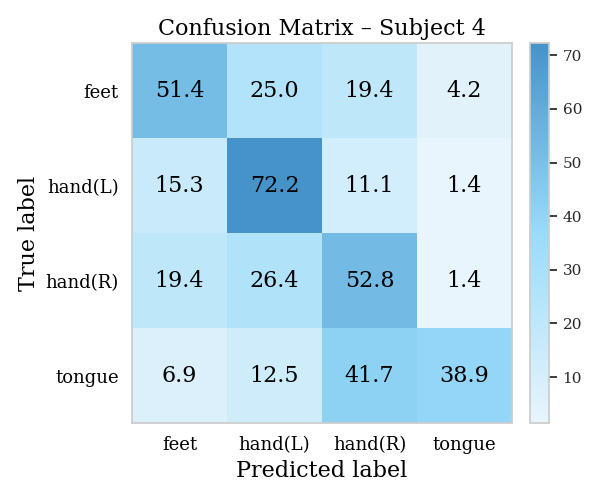 Confusion Matrix – Subject 4
feet 51.4 25.0 19.4 4.2
hand(L) 15.3 72.2 11.1 1.4
hand(R) 19.4 26.4 52.8 1.4
tongue 6.9 12.5 41.7 38.9
feet hand(L) hand(R) tongue
Predicted label
True label
70
60
50
40
30
20
10